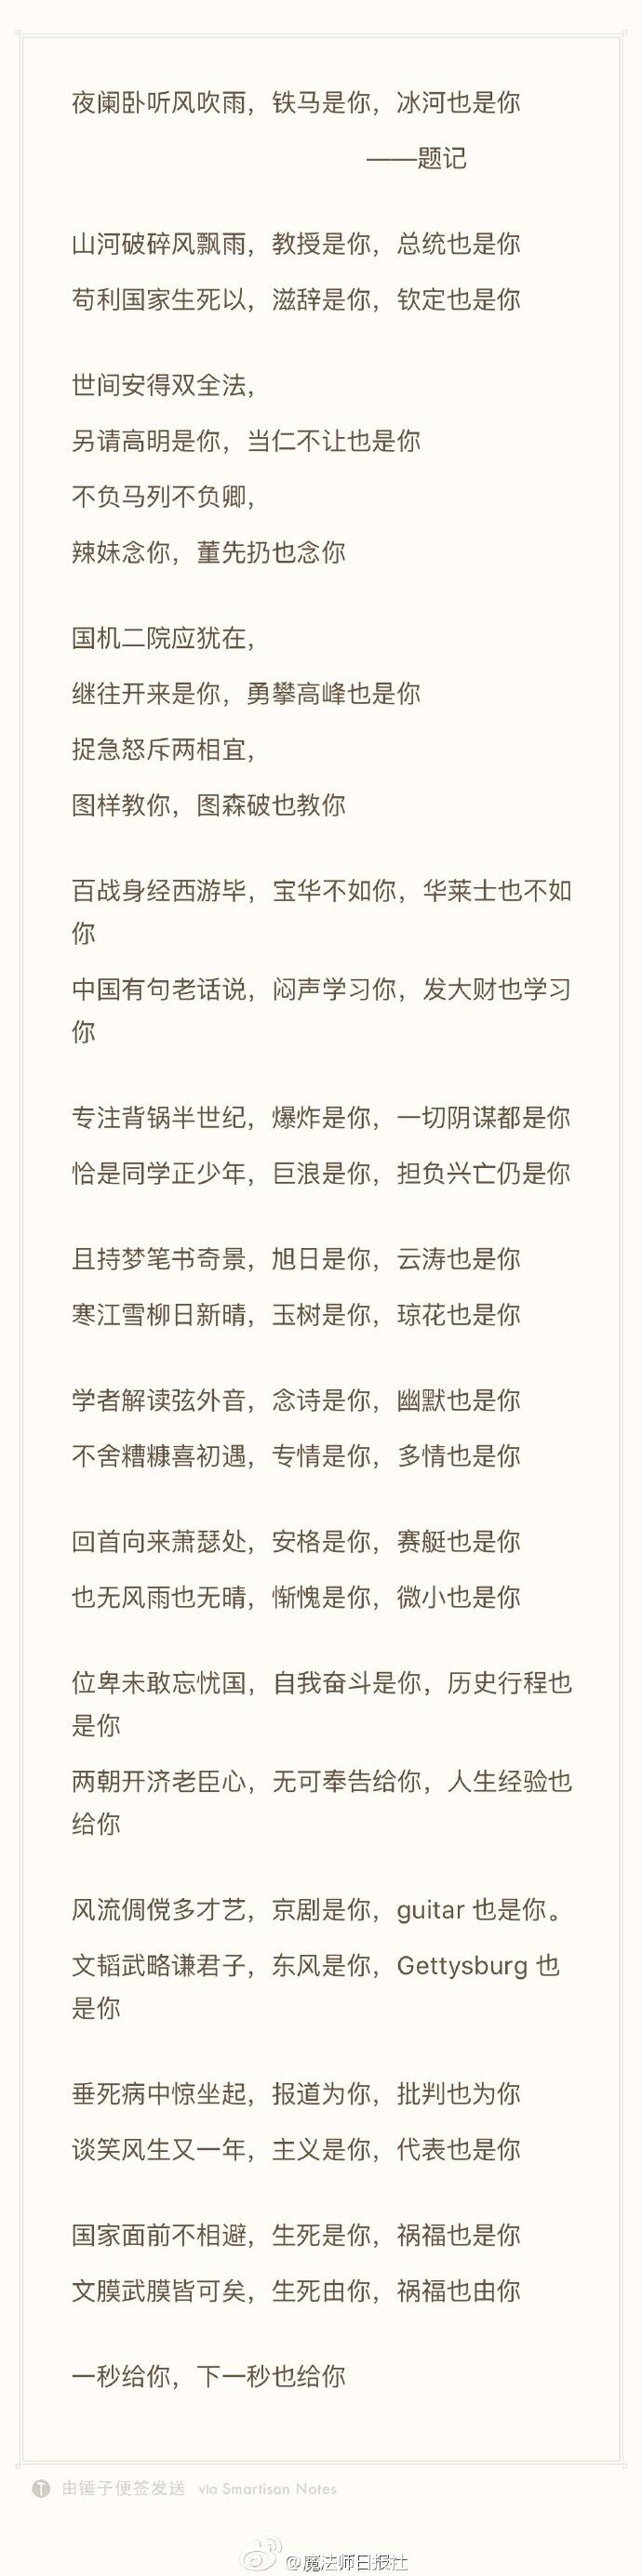 夜阑卧听风吹雨，铁马是你，冰河也是你
——题记
山河破碎风飘雨，教授是你，总统也是你
苟利国家生死以，滋辞是你，钦定也是你
世间安得双全法，
另请高明是你，当仁不让也是你
不负马列不负卿，
辣妹念你，董先扔也念你
国机二院应犹在，
继往开来是你，勇攀高峰也是你
捉急怒斥两相宜，
图样教你，图森破也教你
百战身经西游毕，宝华不如你，华莱士也不如
你
中国有句老话说，闷声学习你，发大财也学习
你
专注背锅半世纪，爆炸是你，一切阴谋都是你
恰是同学正少年，巨浪是你，担负兴亡仍是你
且持梦笔书奇景，旭日是你，云涛也是你
寒江雪柳日新晴，玉树是你，琼花也是你
学者解读弦外音，念诗是你，幽默也是你
不舍糟糠喜初遇，专情是你，多情也是你
回首向来萧瑟处，安格是你，赛艇也是你
也无风雨也无晴，惭愧是你，微小也是你
位卑未敢忘忧国，自我奋斗是你，历史行程也
是你
两朝开济老臣心，无可奉告给你，人生经验也
给你
风流倜傥多才艺，京剧是你，guitar 也是你。
文韬武略谦君子，东风是你，Gettysburg 也
是你
垂死病中惊坐起，报道为你，批判也为你
谈笑风生又一年，主义是你，代表也是你
国家面前不相避，生死是你，祸福也是你
文膜武膜皆可矣，生死由你，祸福也由你
一秒给你，下一秒也给你
由锤子便签发送 via Smartisan Notes
@魔法师日报社